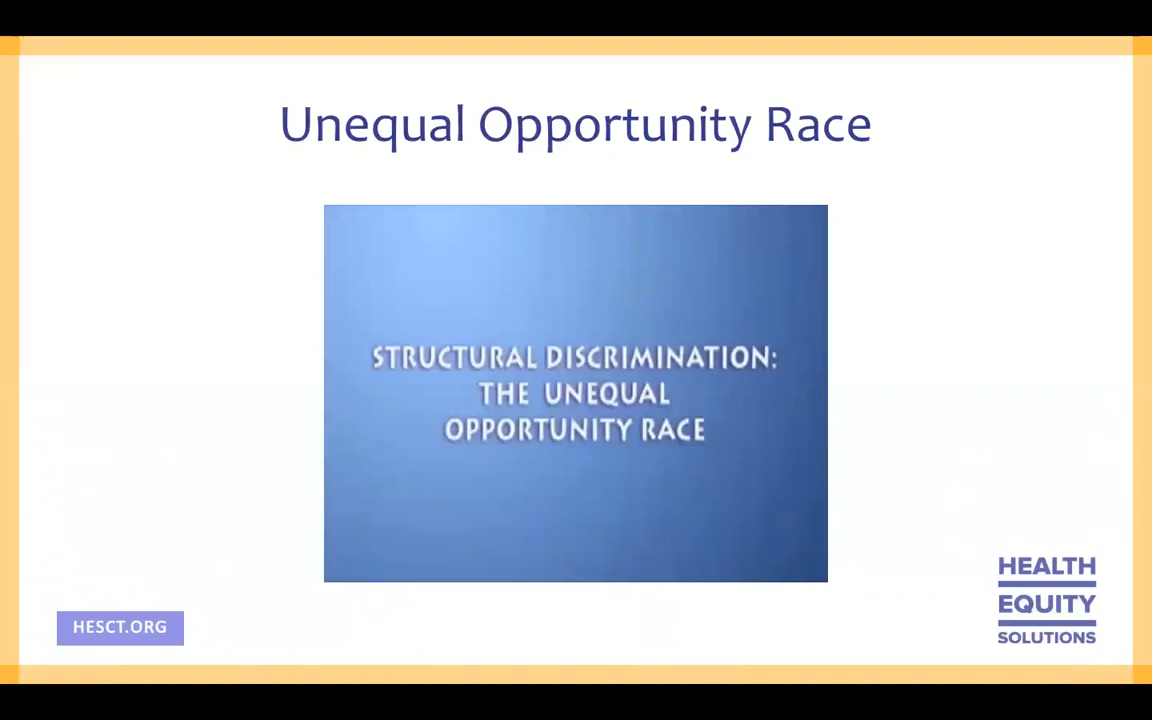 Unequal Opportunity Race
STRUCTURAL DISCRIMINATION:
THE UNEQUAL
OPPORTUNITY RACE
HESCT.ORG
HEALTH
EQUITY
SOLUTIONS